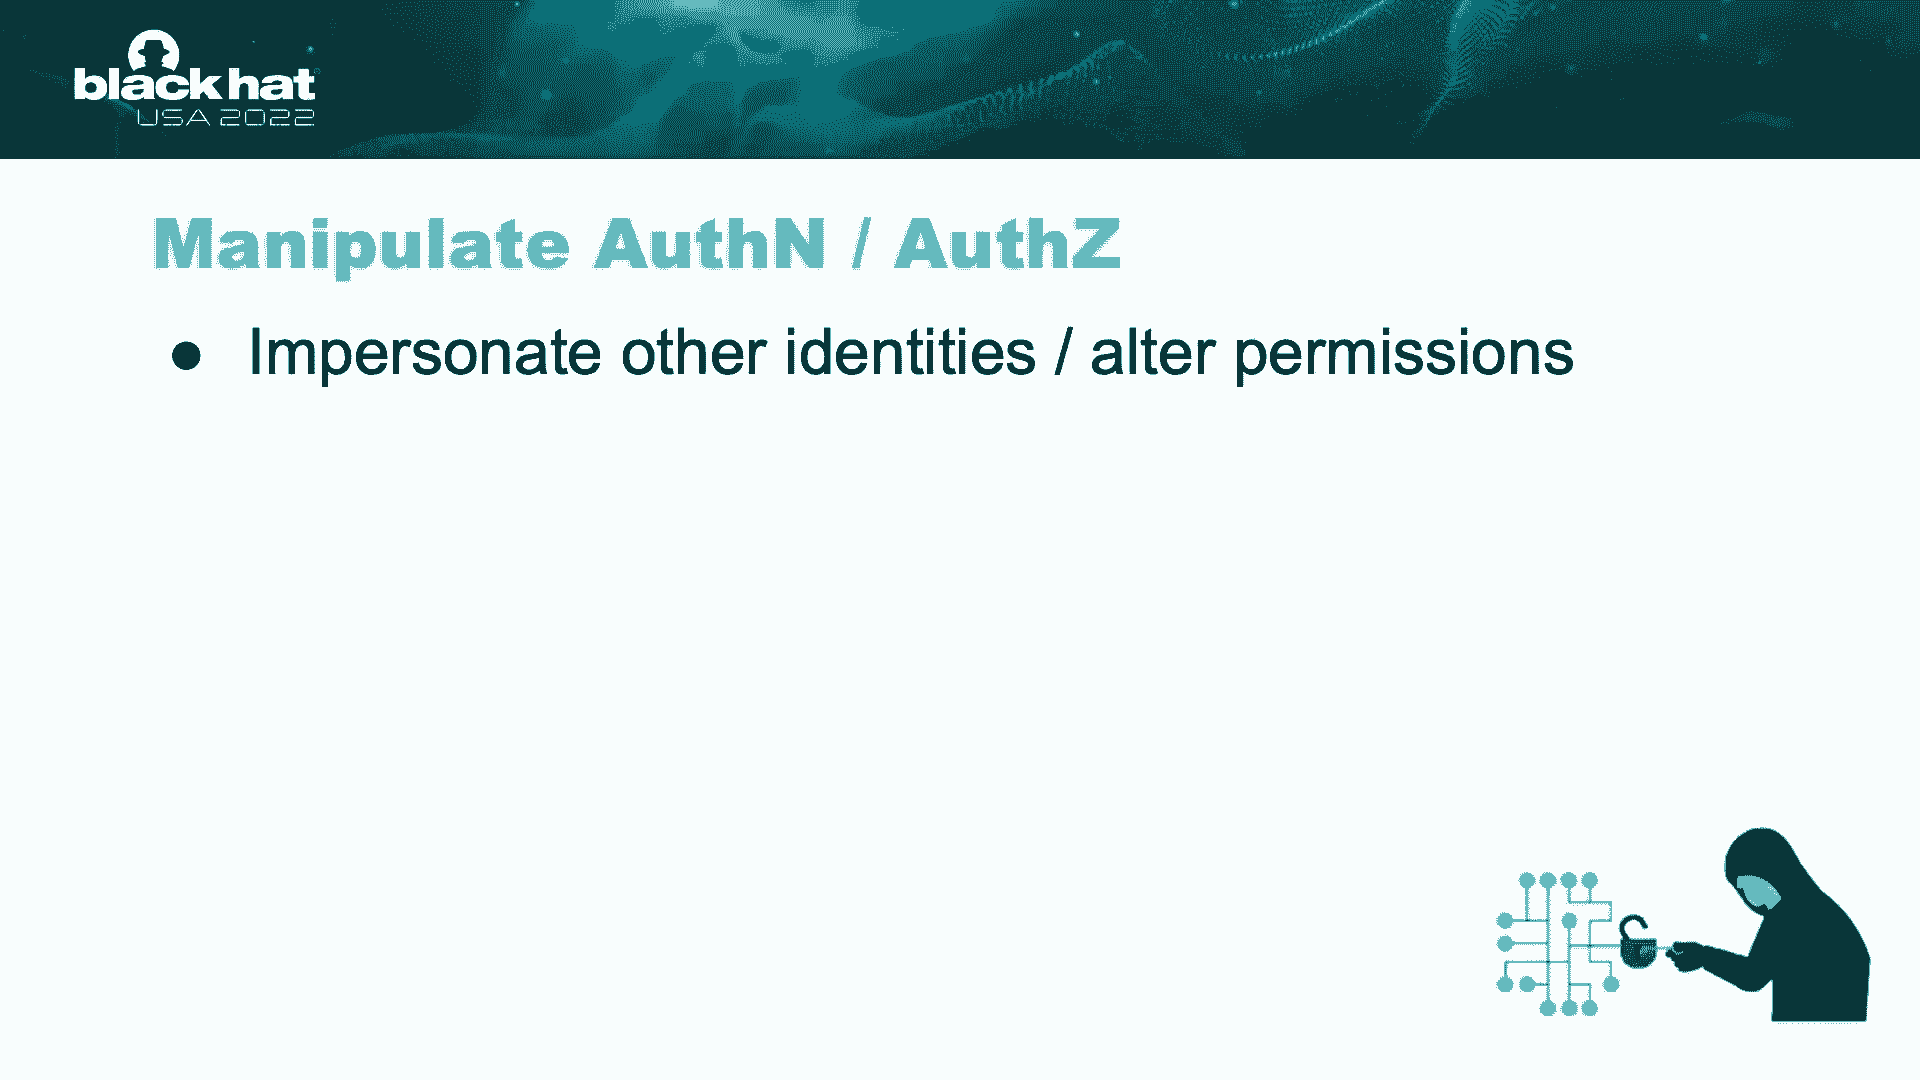 black hat
USA 2022
Manipulate AuthN / AuthZ
● Impersonate other identities / alter permissions